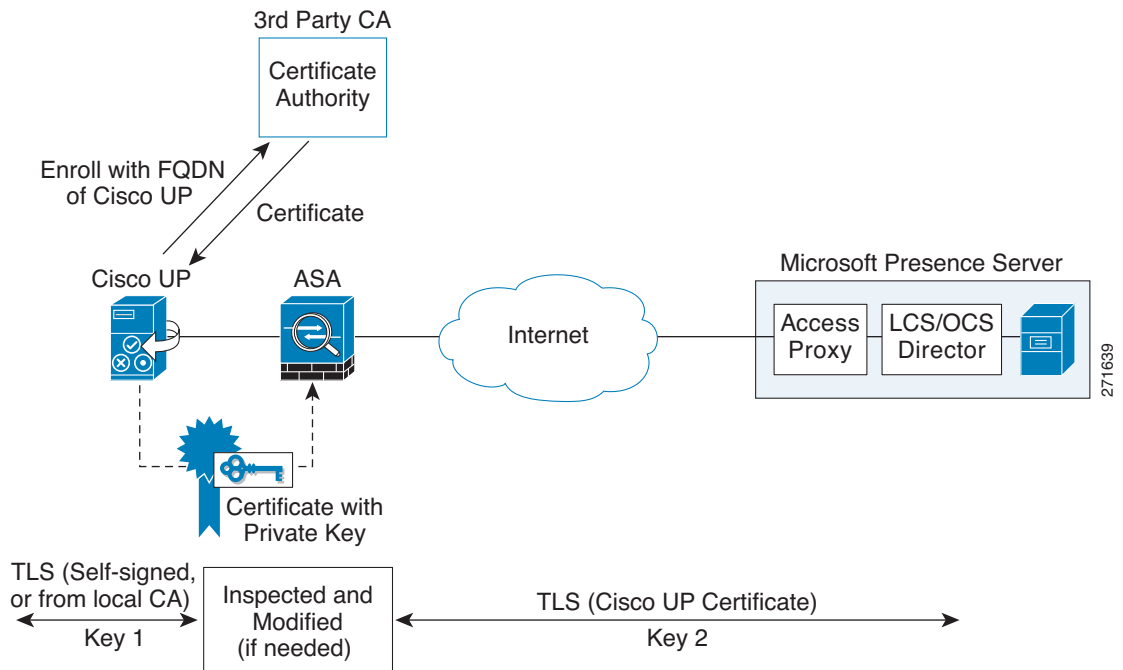 3rd Party CA
Certificate
Authority
Enroll with FQDN
of Cisco UP
Certificate
Cisco UP
ASA
Internet
Microsoft Presence Server
Access
Proxy
LCS/OCS
Director
271639
Certificate with
Private Key
TLS (Self-signed,
or from local CA)
Key 1
Inspected and
Modified
(if needed)
TLS (Cisco UP Certificate)
Key 2